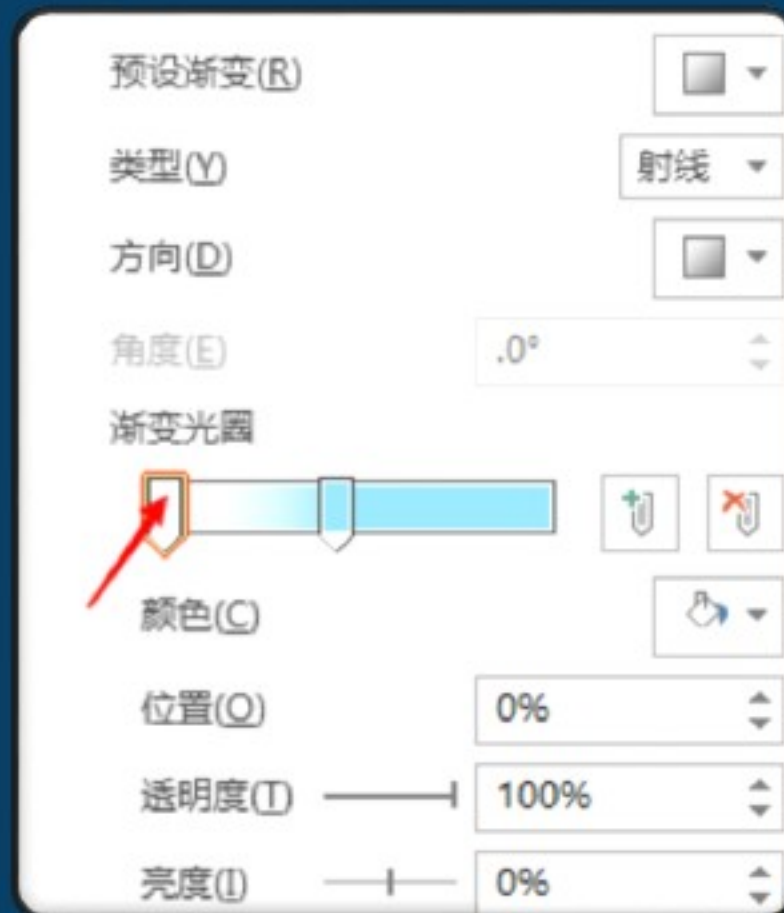 预设渐变(R)
类型(Y) 射线
方向(D)
角度(E) .0°
渐变光圈
颜色(C)
位置(O) 0%
透明度(T) 100%
亮度(I) 0%